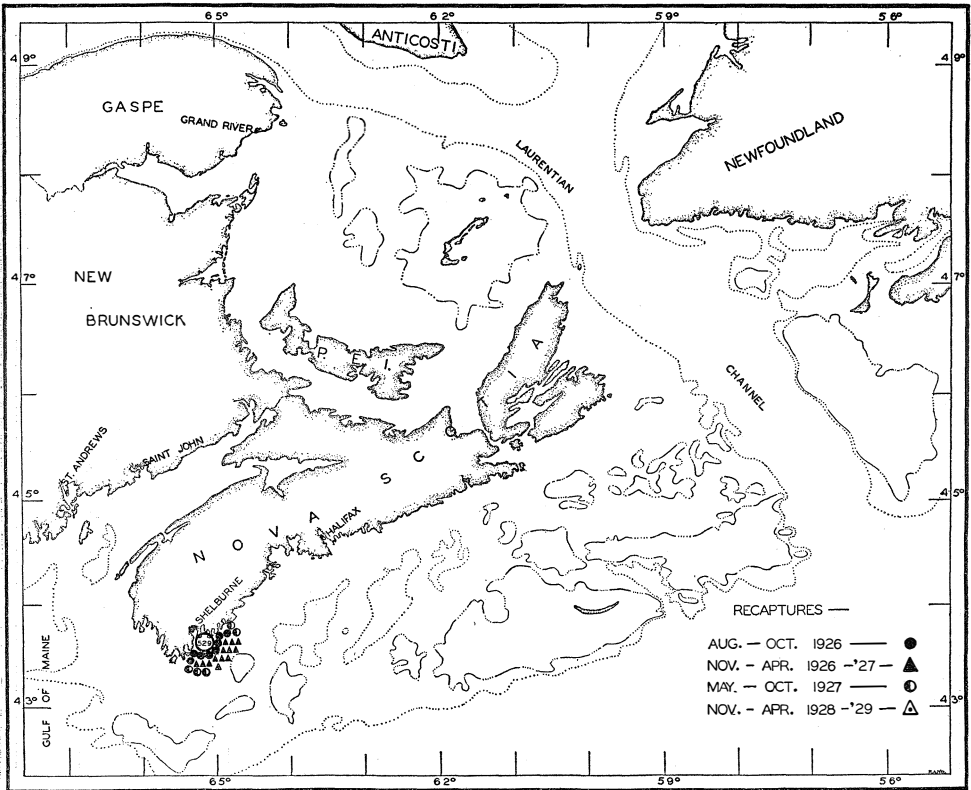 65° 62° 59° 56°
ANTICOSTI.
49° 49°
GASPE
GRAND RIVER
LAURENTIAN
NEWFOUNDLAND
47° 47°
NEW
BRUNSWICK
P. E. I.
CHANNEL
ST. ANDREWS
SAINT JOHN
45° 45°
NOVA SCOTIA
HALIFAX
SHELBURNE
529
GULF OF MAINE
43° 43°
RECAPTURES —
AUG. — OCT. 1926 —
NOV. - APR. 1926 -'27 —
MAY. — OCT. 1927 —
NOV. - APR. 1928 -'29 —
65° 62° 59° 56°